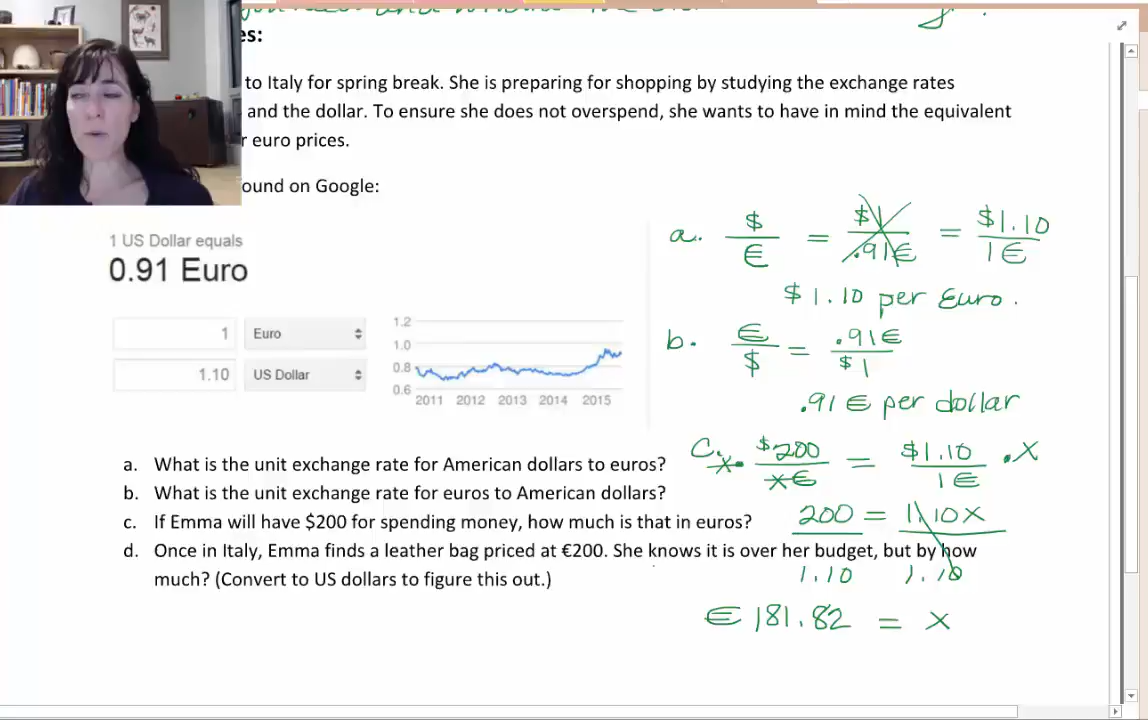 es:
to Italy for spring break. She is preparing for shopping by studying the exchange rates
and the dollar. To ensure she does not overspend, she wants to have in mind the equivalent
r euro prices.
ound on Google:
1 US Dollar equals
0.91 Euro
1 Euro
1.10 US Dollar
1.2
1.0
0.8
0.6
2011 2012 2013 2014 2015
a. $/€ = $1/.91€ = $1.10/1€
$1.10 per Euro.
b. €/$ = .91€/$1
.91 € per dollar
a. What is the unit exchange rate for American dollars to euros?
b. What is the unit exchange rate for euros to American dollars?
c. If Emma will have $200 for spending money, how much is that in euros?
d. Once in Italy, Emma finds a leather bag priced at €200. She knows it is over her budget, but by how
much? (Convert to US dollars to figure this out.)
C. x· $200/x€ = $1.10/1€ ·x
200 = 1.10x
1.10 1.10
€ 181.82 = x